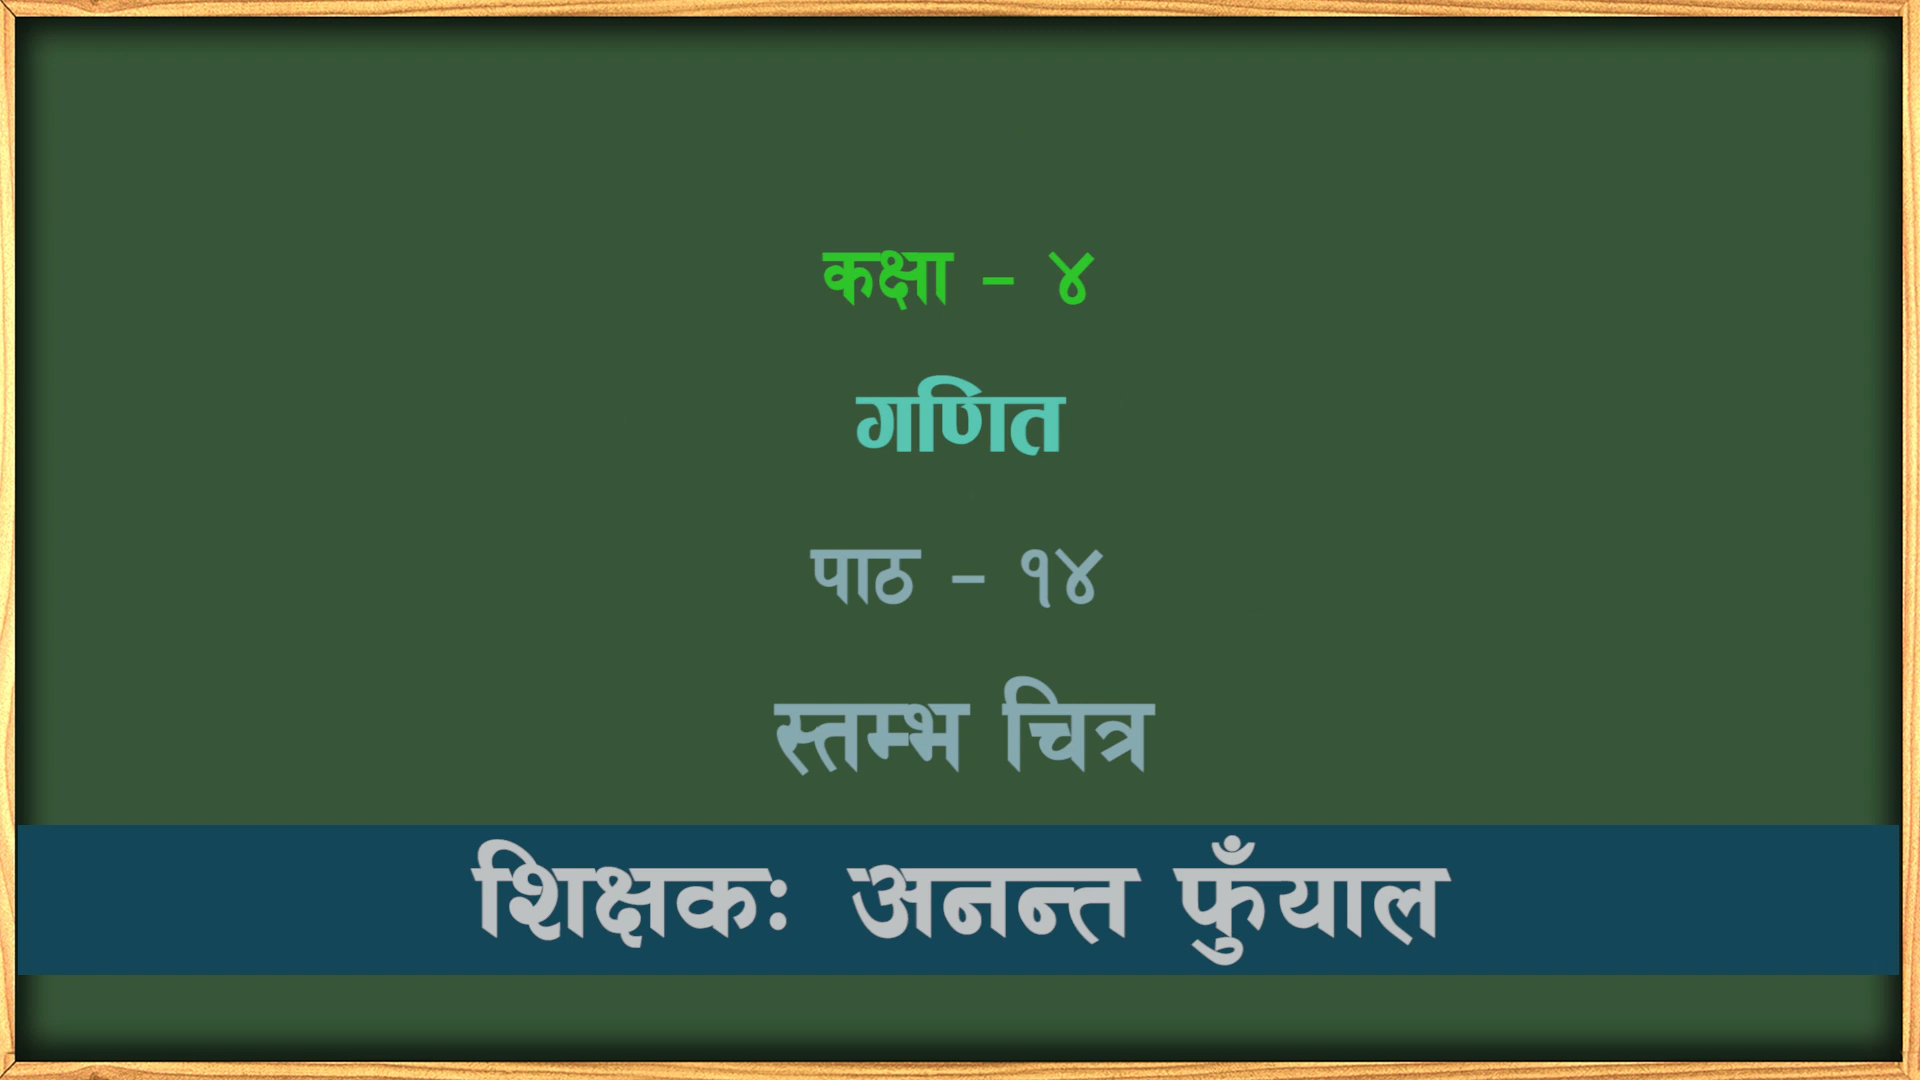 कक्षा – ४
गणित
पाठ – १४
स्तम्भ चित्र
शिक्षकः अनन्त फुँयाल